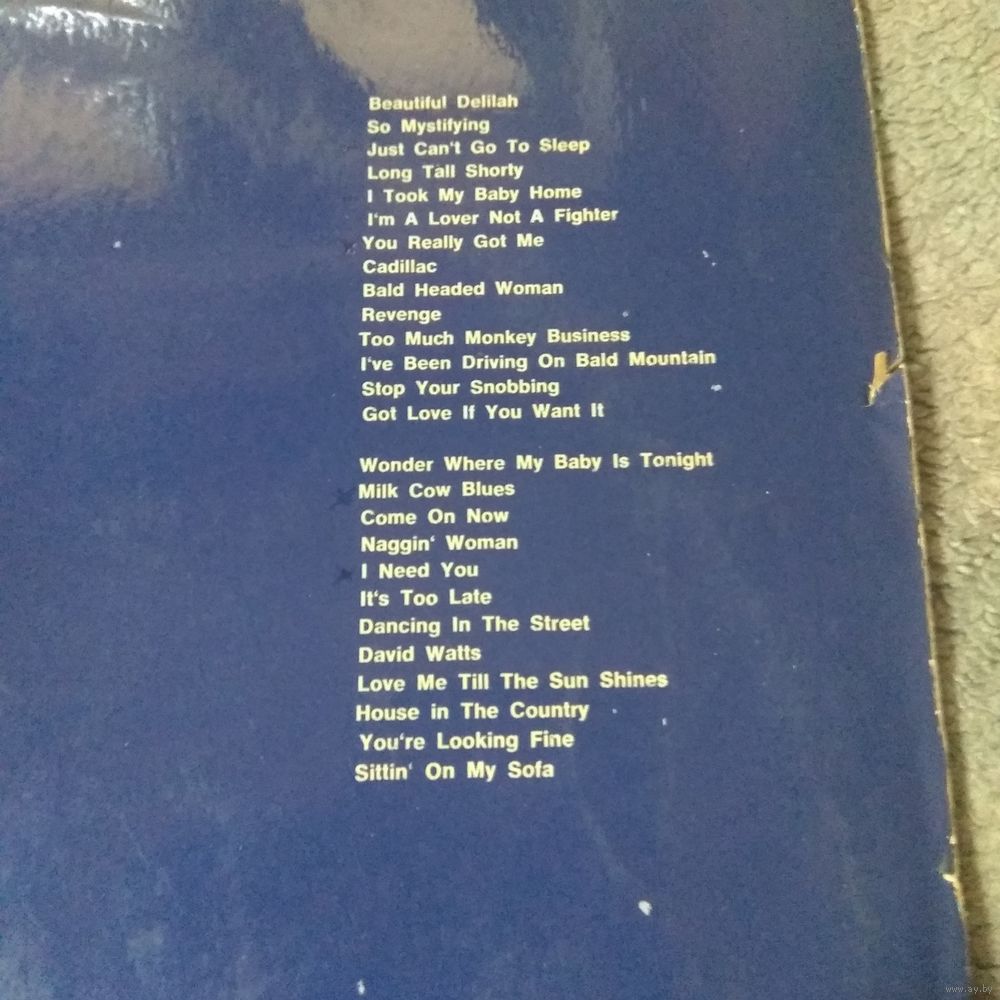 Beautiful Delilah
So Mystifying
Just Can't Go To Sleep
Long Tall Shorty
I Took My Baby Home
I'm A Lover Not A Fighter
You Really Got Me
Cadillac
Bald Headed Woman
Revenge
Too Much Monkey Business
I've Been Driving On Bald Mountain
Stop Your Snobbing
Got Love If You Want It
Wonder Where My Baby Is Tonight
Milk Cow Blues
Come On Now
Naggin' Woman
I Need You
It's Too Late
Dancing In The Street
David Watts
Love Me Till The Sun Shines
House in The Country
You're Looking Fine
Sittin' On My Sofa
www.ay.by